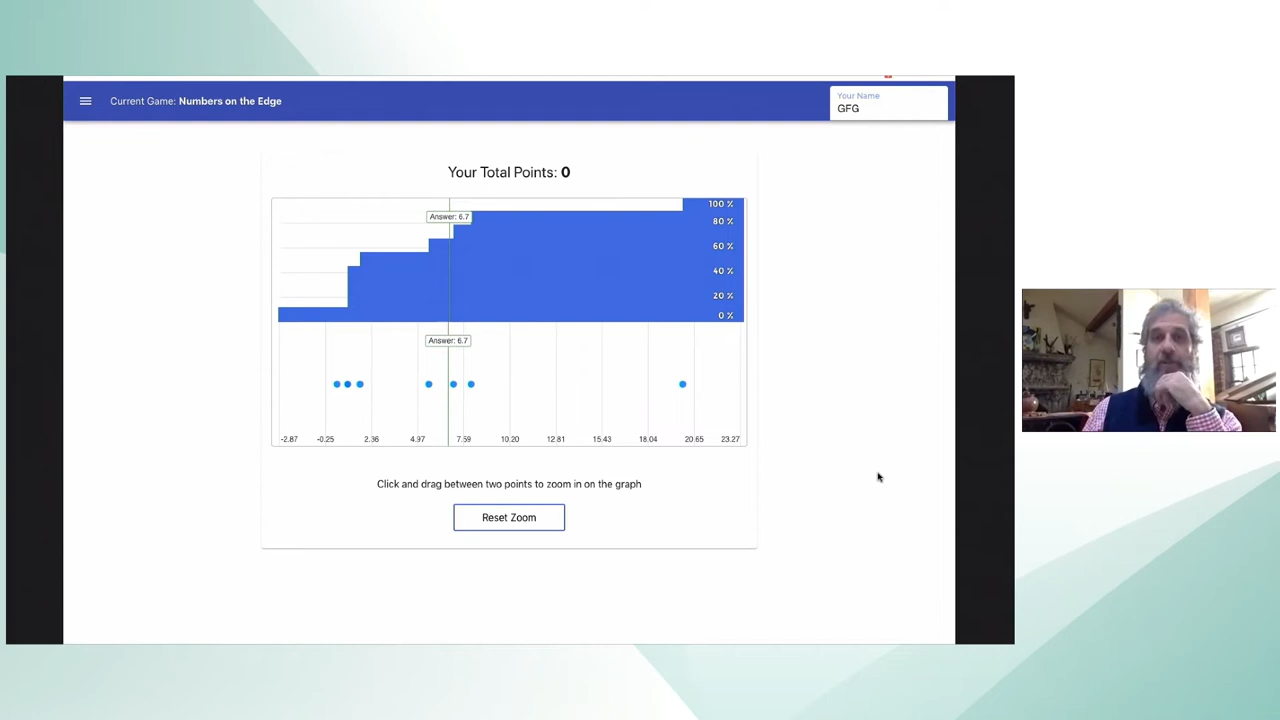 Current Game: Numbers on the Edge
Your Name
GFG
Your Total Points: 0
100 %
Answer: 6.7
80 %
60 %
40 %
20 %
0 %
Answer: 6.7
-2.87 -0.25 2.36 4.97 7.59 10.20 12.81 15.43 18.04 20.65 23.27
Click and drag between two points to zoom in on the graph
Reset Zoom